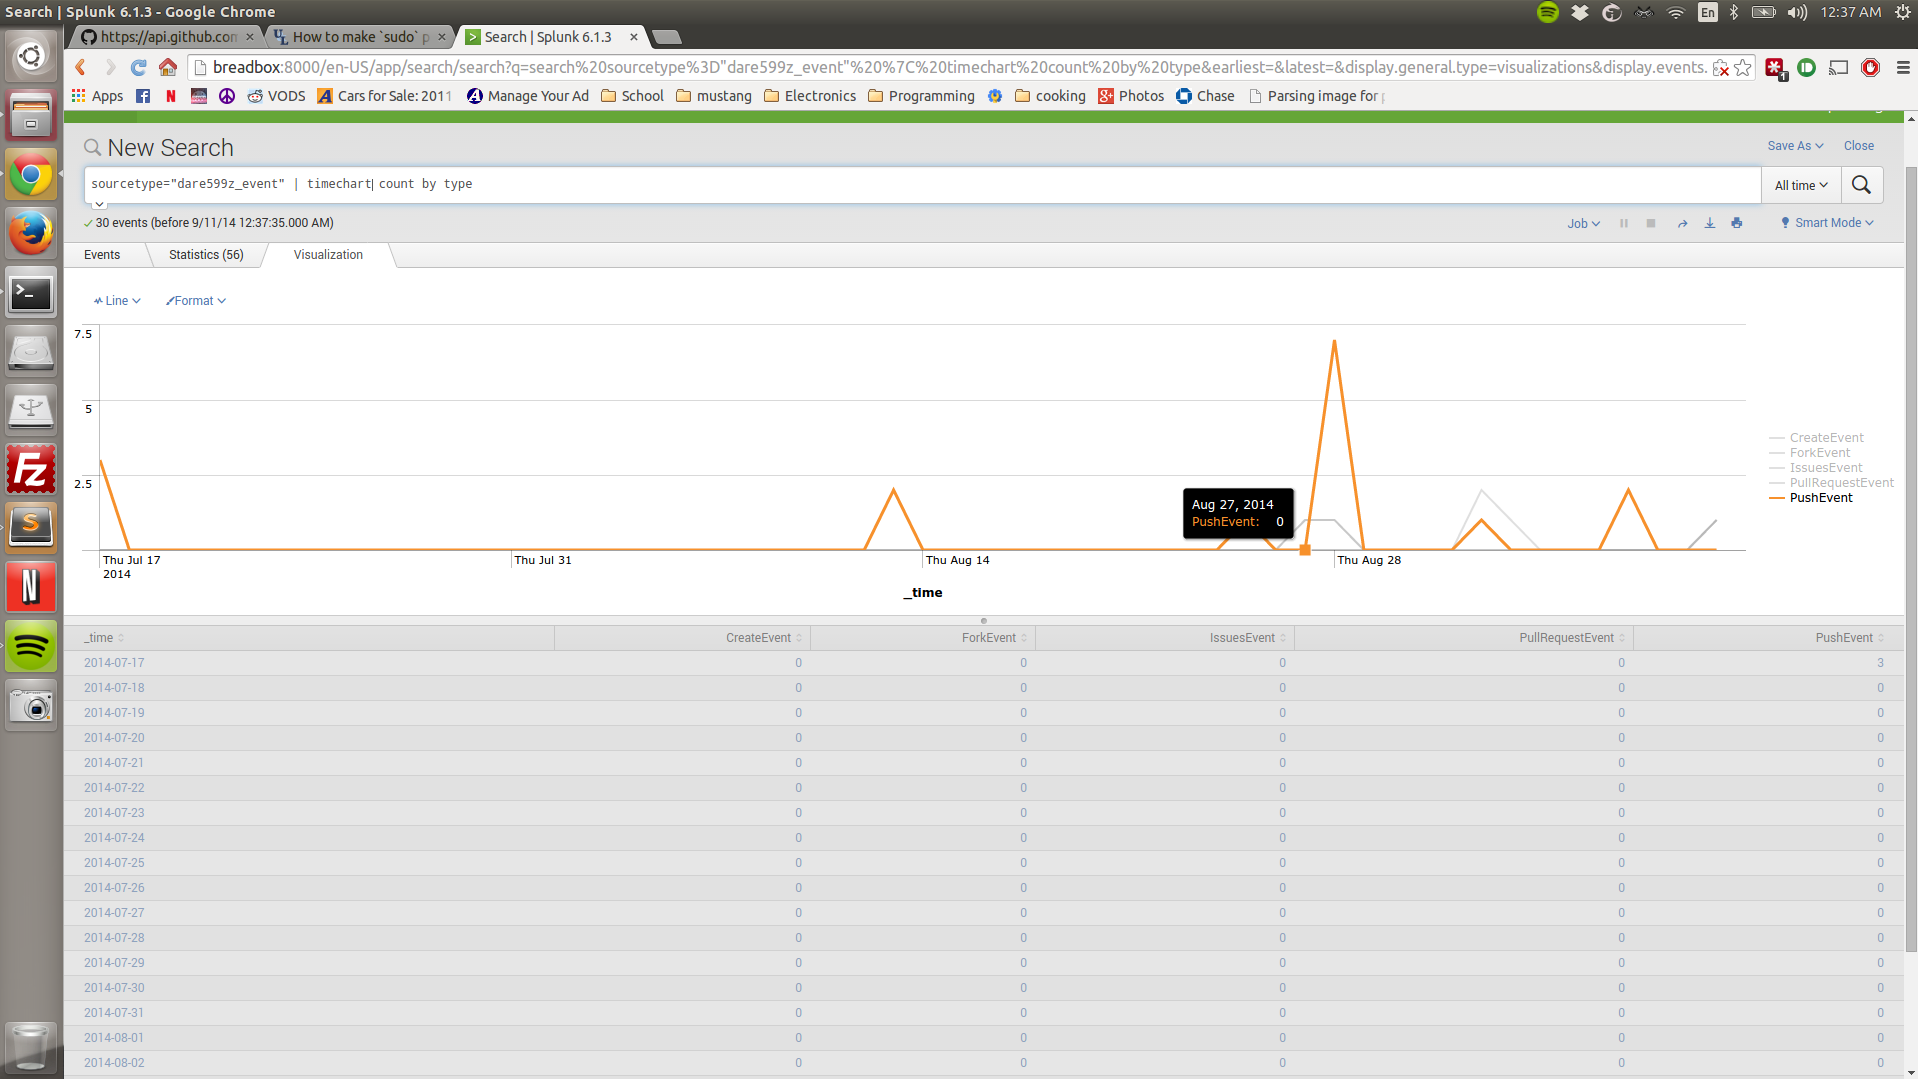 Search | Splunk 6.1.3 - Google Chrome
En
12:37 AM
https://api.github.com
How to make `sudo` p
Search | Splunk 6.1.3
breadbox:8000/en-US/app/search/search?q=search%20sourcetype%3D"dare599z_event"%20%7C%20timechart%20count%20by%20type&earliest=&latest=&display.general.type=visualizations&display.events.
Apps
VODS
Cars for Sale: 2011
Manage Your Ad
School
mustang
Electronics
Programming
cooking
Photos
Chase
Parsing image for
New Search
Save As
Close
sourcetype="dare599z_event" | timechart count by type
All time
30 events (before 9/11/14 12:37:35.000 AM)
Job
Smart Mode
Events
Statistics (56)
Visualization
Line
Format
7.5
5
2.5
CreateEvent
ForkEvent
IssuesEvent
PullRequestEvent
PushEvent
Aug 27, 2014
PushEvent: 0
Thu Jul 17
2014
Thu Jul 31
Thu Aug 14
Thu Aug 28
_time
_time CreateEvent ForkEvent IssuesEvent PullRequestEvent PushEvent
2014-07-17 0 0 0 0 3
2014-07-18 0 0 0 0 0
2014-07-19 0 0 0 0 0
2014-07-20 0 0 0 0 0
2014-07-21 0 0 0 0 0
2014-07-22 0 0 0 0 0
2014-07-23 0 0 0 0 0
2014-07-24 0 0 0 0 0
2014-07-25 0 0 0 0 0
2014-07-26 0 0 0 0 0
2014-07-27 0 0 0 0 0
2014-07-28 0 0 0 0 0
2014-07-29 0 0 0 0 0
2014-07-30 0 0 0 0 0
2014-07-31 0 0 0 0 0
2014-08-01 0 0 0 0 0
2014-08-02 0 0 0 0 0